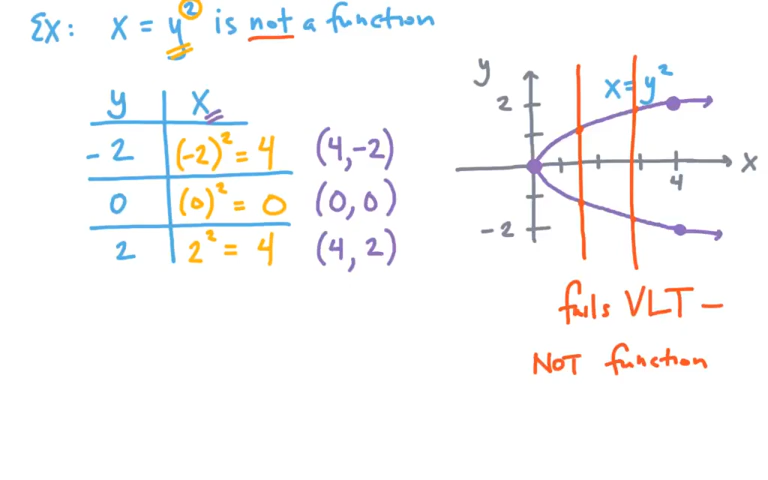 Ex: x = y² is not a function
y x
-2 (-2)² = 4 (4,-2)
0 (0)² = 0 (0, 0)
2 2² = 4 (4, 2)
y
x = y²
2
x
4
-2
fails VLT –
NOT function